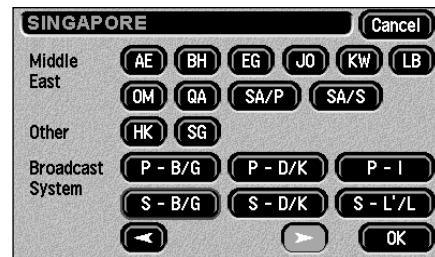 SINGAPORE Cancel
Middle East AE BH EG JO KW LB
OM QA SA/P SA/S
Other HK SG
Broadcast System P - B/G P - D/K P - I
S - B/G S - D/K S - L'/L
OK